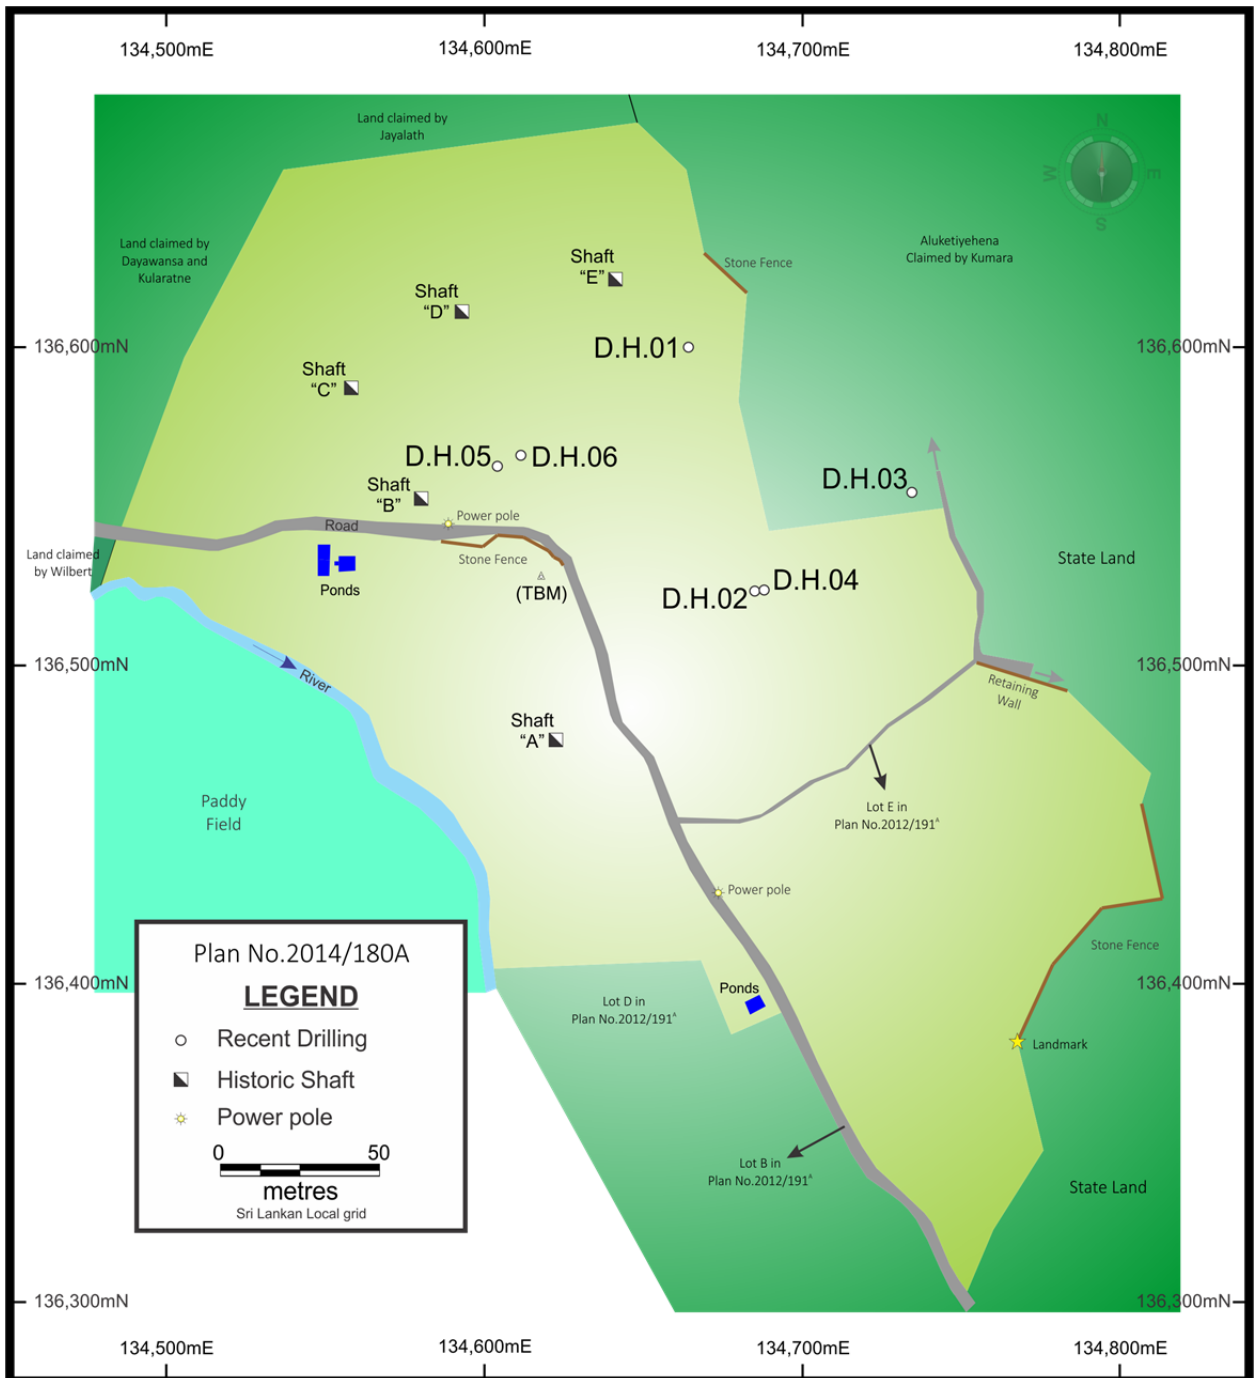 134,500mE
134,600mE
134,700mE
134,800mE
Land claimed by
Jayalath
N
W
E
S
Land claimed by
Dayawansa and
Kularatne
Aluketiyehena
Claimed by Kumara
Shaft
"E"
Stone Fence
Shaft
"D"
136,600mN
D.H.01
136,600mN
Shaft
"C"
D.H.05
D.H.06
D.H.03
Shaft
"B"
Power pole
Road
Land claimed
by Wilbert
Stone Fence
State Land
Ponds
(TBM)
D.H.02
D.H.04
136,500mN
136,500mN
River
Retaining
Wall
Shaft
"A"
Paddy
Field
Lot E in
Plan No.2012/191A
Power pole
Stone Fence
Plan No.2014/180A
LEGEND
Recent Drilling
Historic Shaft
Power pole
0 50
metres
Sri Lankan Local grid
136,400mN
136,400mN
Ponds
Lot D in
Plan No.2012/191A
Landmark
Lot B in
Plan No.2012/191A
State Land
136,300mN
136,300mN
134,500mE
134,600mE
134,700mE
134,800mE